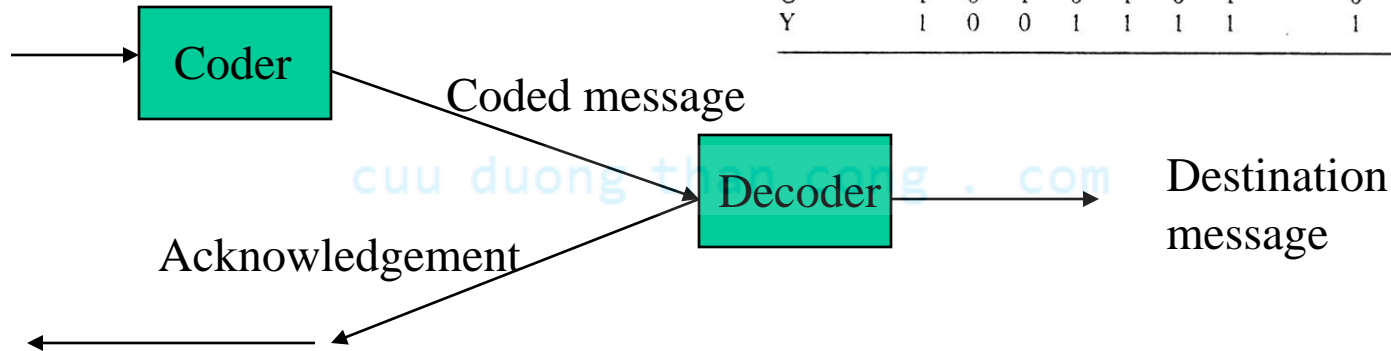 Y 1 0 0 1 1 1 1 1
Coder
Coded message
cuu duong than cong . com
Decoder
Destination
message
Acknowledgement